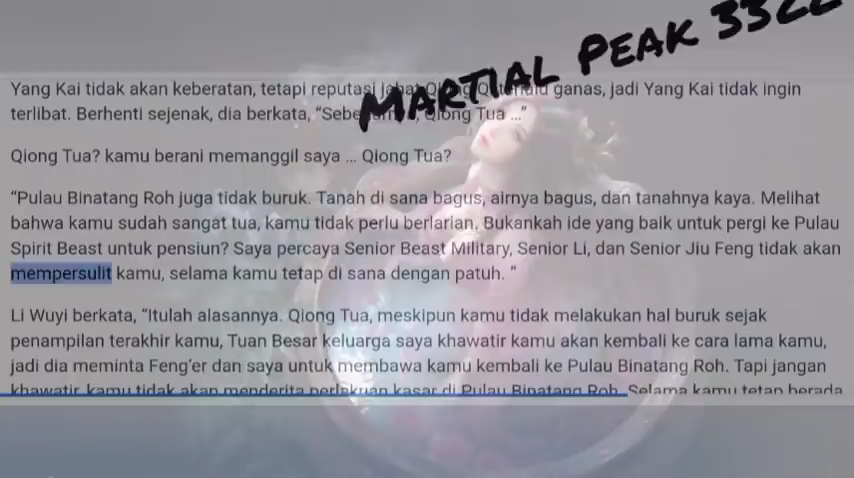 MARTIAL PEAK 3322
Yang Kai tidak akan keberatan, tetapi reputasi jahat Qiong Qi terlalu ganas, jadi Yang Kai tidak ingin
terlibat. Berhenti sejenak, dia berkata, “Sebenarnya, Qiong Tua ...”
Qiong Tua? kamu berani memanggil saya ... Qiong Tua?
“Pulau Binatang Roh juga tidak buruk. Tanah di sana bagus, airnya bagus, dan tanahnya kaya. Melihat
bahwa kamu sudah sangat tua, kamu tidak perlu berlarian. Bukankah ide yang baik untuk pergi ke Pulau
Spirit Beast untuk pensiun? Saya percaya Senior Beast Military, Senior Li, dan Senior Jiu Feng tidak akan
mempersulit kamu, selama kamu tetap di sana dengan patuh. “
Li Wuyi berkata, “Itulah alasannya. Qiong Tua, meskipun kamu tidak melakukan hal buruk sejak
penampilan terakhir kamu, Tuan Besar keluarga saya khawatir kamu akan kembali ke cara lama kamu,
jadi dia meminta Feng’er dan saya untuk membawa kamu kembali ke Pulau Binatang Roh. Tapi jangan
khawatir kamu tidak akan menderita perlakuan kasar di Pulau Binatang Roh. Selama kamu tetap berada